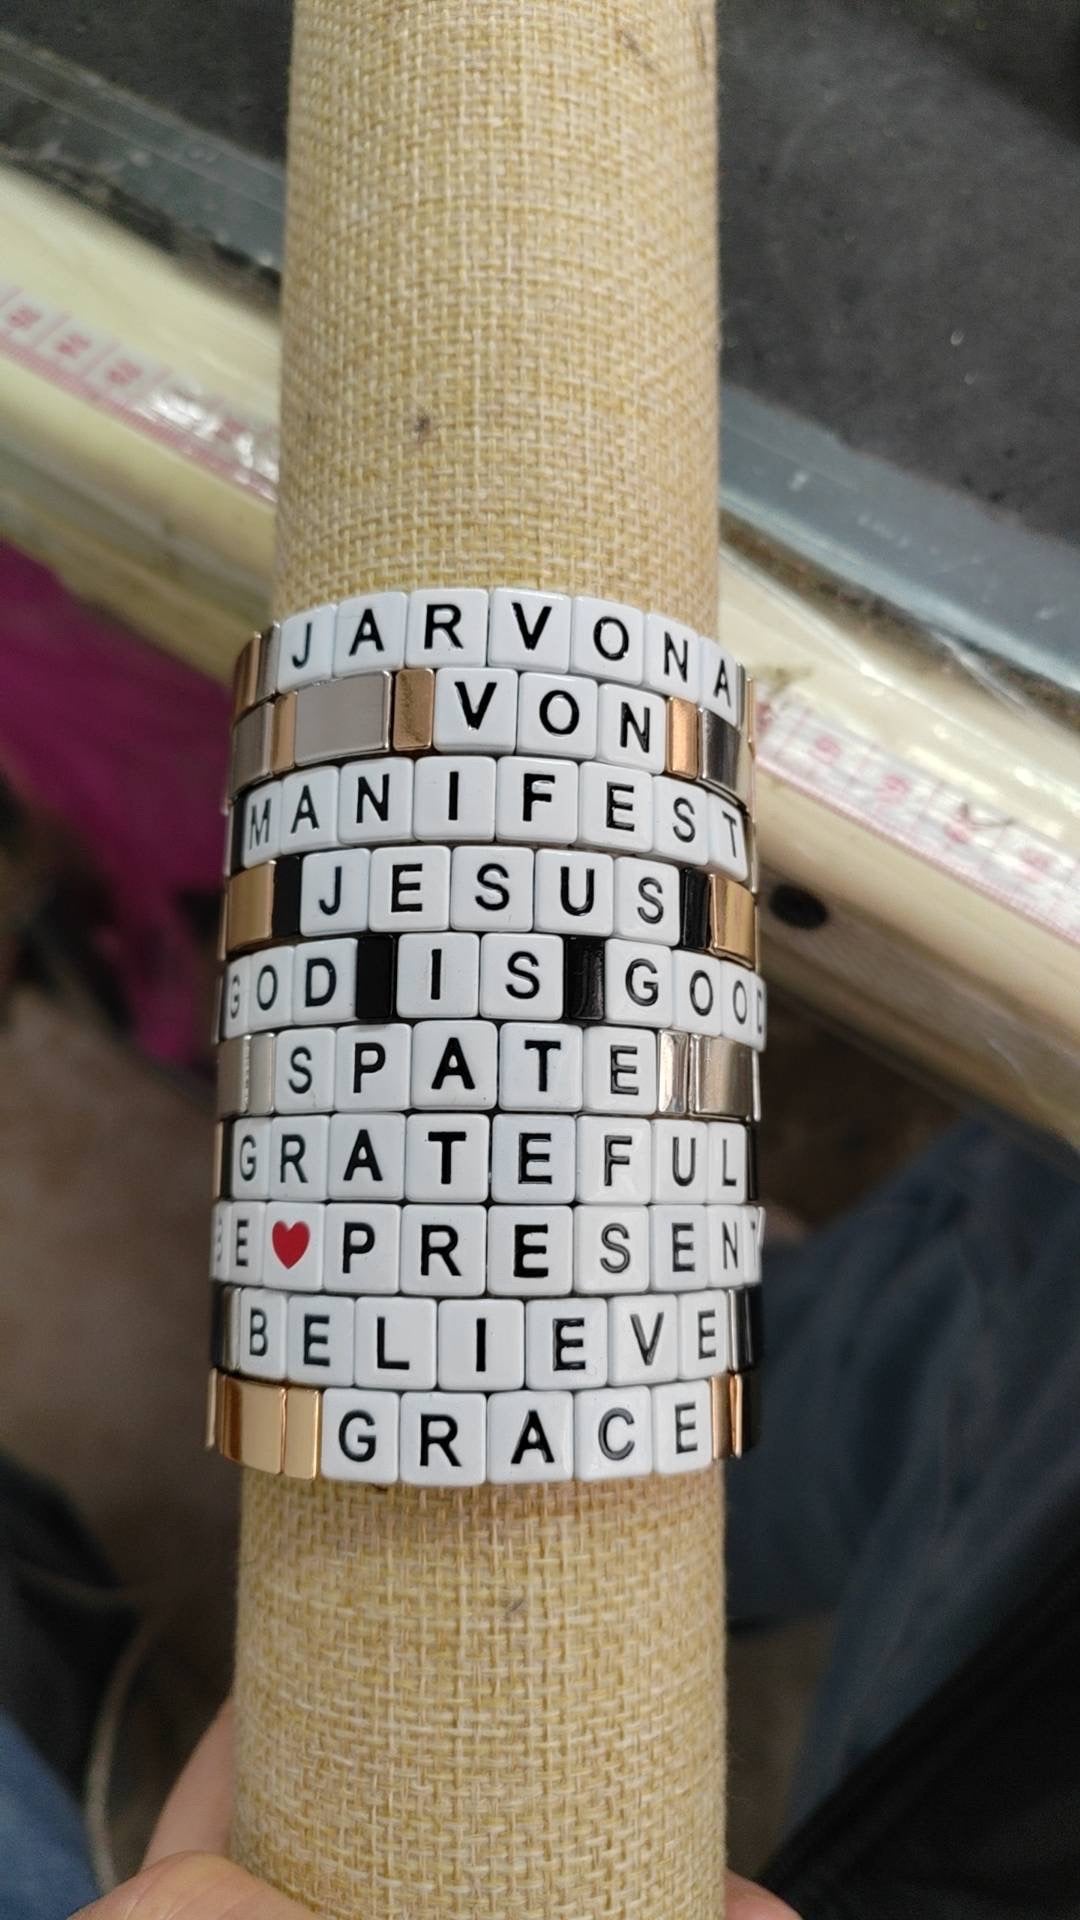 JARVONA
VON
MANIFEST
JESUS
GOD IS GOOD
SPATE
GRATEFUL
BE ♥ PRESENT
BELIEVE
GRACE